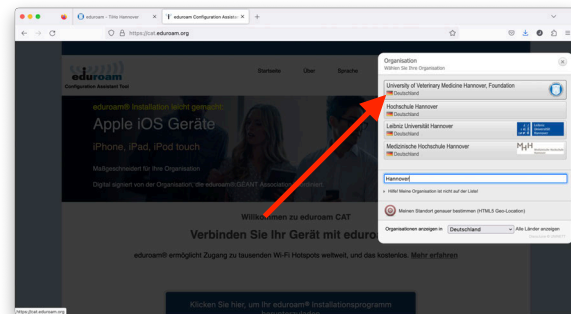 eduroam : TiHo Hannover
eduroam Configuration Assistan
https://cat.eduroam.org
eduroam
Configuration Assistant Tool
Startseite
Über
Sprache
eduroam® Installation leicht gemacht:
Apple iOS Geräte
iPhone, iPad, iPod touch
Maßgeschneidert für Ihre Organisation
Digital signiert von der Organisation, die eduroam® GÉANT Association
Willkommen zu eduroam CAT
Verbinden Sie Ihr Gerät mit eduroa
eduroam® ermöglicht Zugang zu tausenden Wi-Fi Hotspots weltweit, und das kostenlos. Mehr erfahren
Klicken Sie hier, um Ihr eduroam® Installationsprogramm
https://cat.eduroam.org
Organisation
Wählen Sie Ihre Organisation
University of Veterinary Medicine Hannover, Foundation
Deutschland
Hochschule Hannover
Deutschland
Leibniz Universität Hannover
Deutschland
Leibniz
Universität
Hannover
Medizinische Hochschule Hannover
Deutschland
MHH
Hannover
Hilfe! Meine Organisation ist nicht auf der Liste!
Meinen Standort genauer bestimmen (HTML5 Geo-Location)
Organisationen anzeigen in
Deutschland
Alle Länder anzeigen